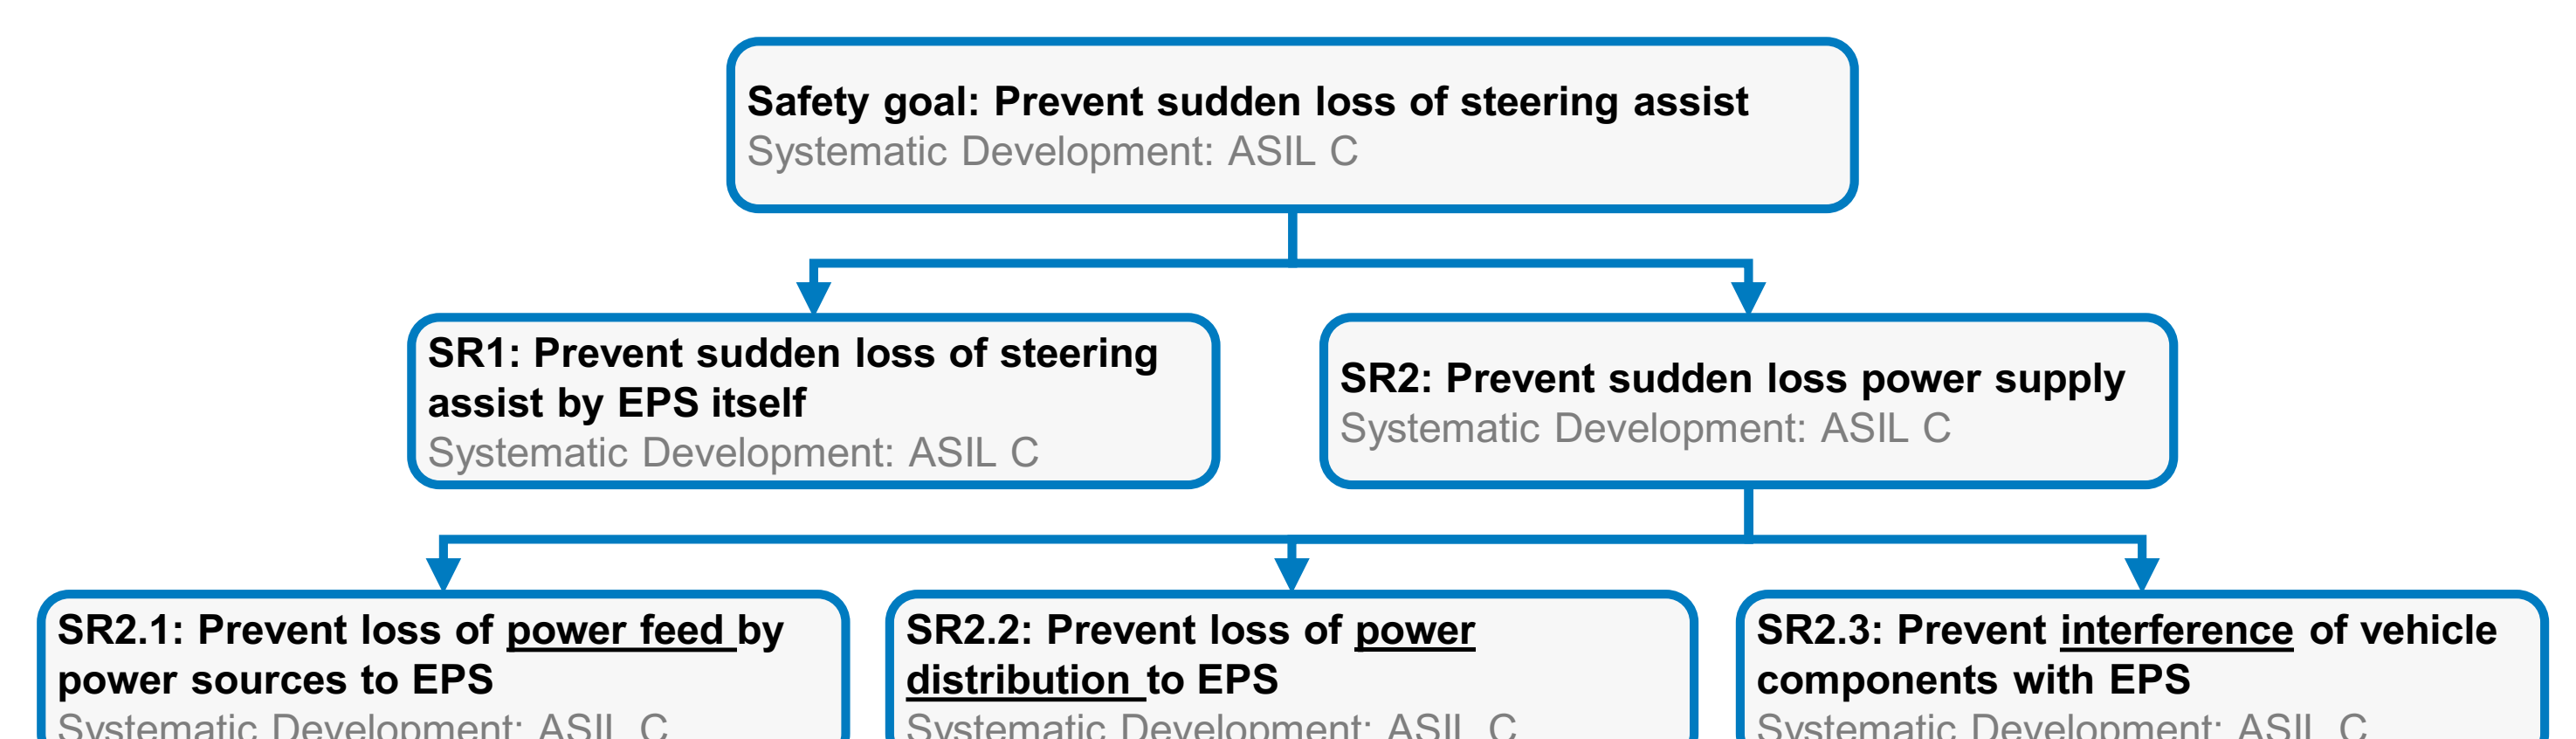 Safety goal: Prevent sudden loss of steering assist
Systematic Development: ASIL C
SR1: Prevent sudden loss of steering
assist by EPS itself
Systematic Development: ASIL C
SR2: Prevent sudden loss power supply
Systematic Development: ASIL C
SR2.1: Prevent loss of power feed by
power sources to EPS
Systematic Development: ASIL C
SR2.2: Prevent loss of power
distribution to EPS
Systematic Development: ASIL C
SR2.3: Prevent interference of vehicle
components with EPS
Systematic Development: ASIL C